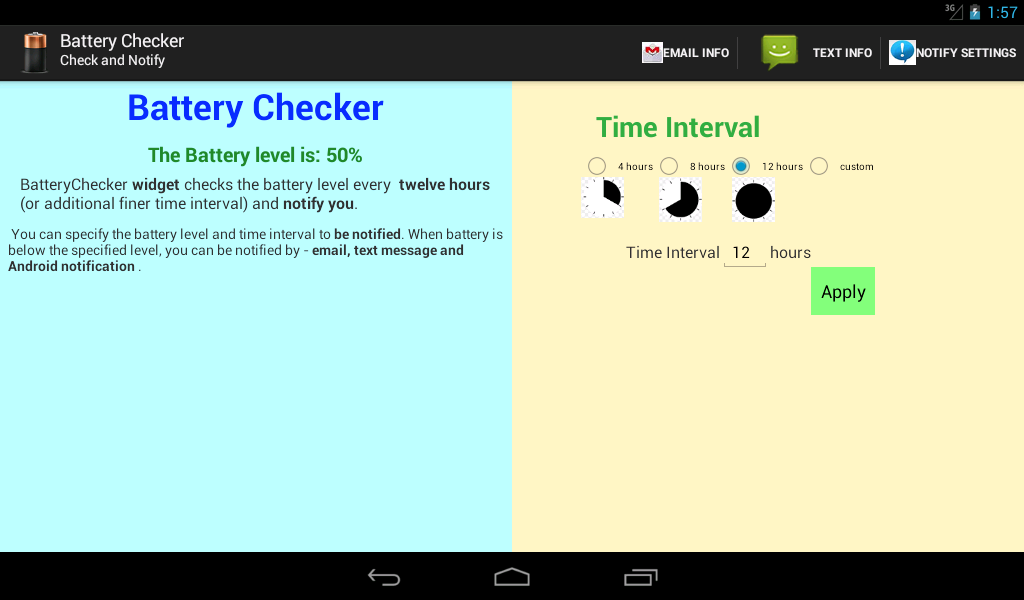 3G 1:57
Battery Checker
Check and Notify
EMAIL INFO
TEXT INFO
NOTIFY SETTINGS
Battery Checker
The Battery level is: 50%
BatteryChecker widget checks the battery level every twelve hours
(or additional finer time interval) and notify you.
You can specify the battery level and time interval to be notified. When battery is
below the specified level, you can be notified by - email, text message and
Android notification .
Time Interval
4 hours 8 hours 12 hours custom
Time Interval 12 hours
Apply